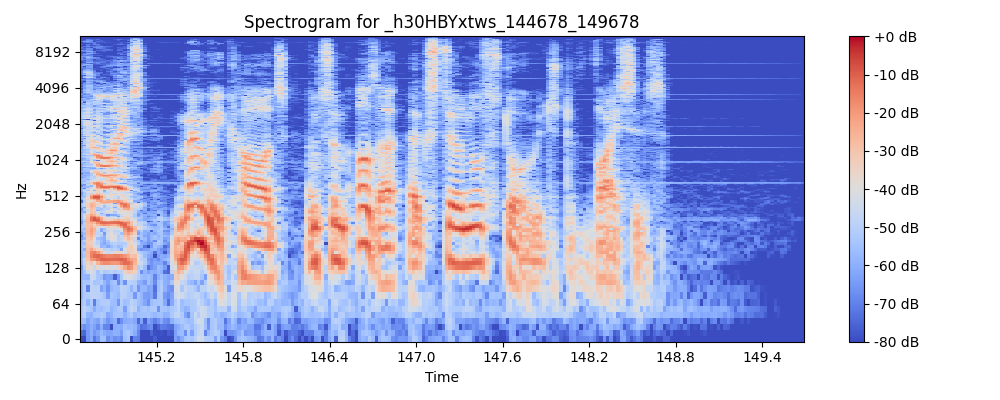 Spectrogram for _h30HBYxtws_144678_149678
Hz
8192
4096
2048
1024
512
256
128
64
0
145.2 145.8 146.4 147.0 147.6 148.2 148.8 149.4
Time
+0 dB
-10 dB
-20 dB
-30 dB
-40 dB
-50 dB
-60 dB
-70 dB
-80 dB